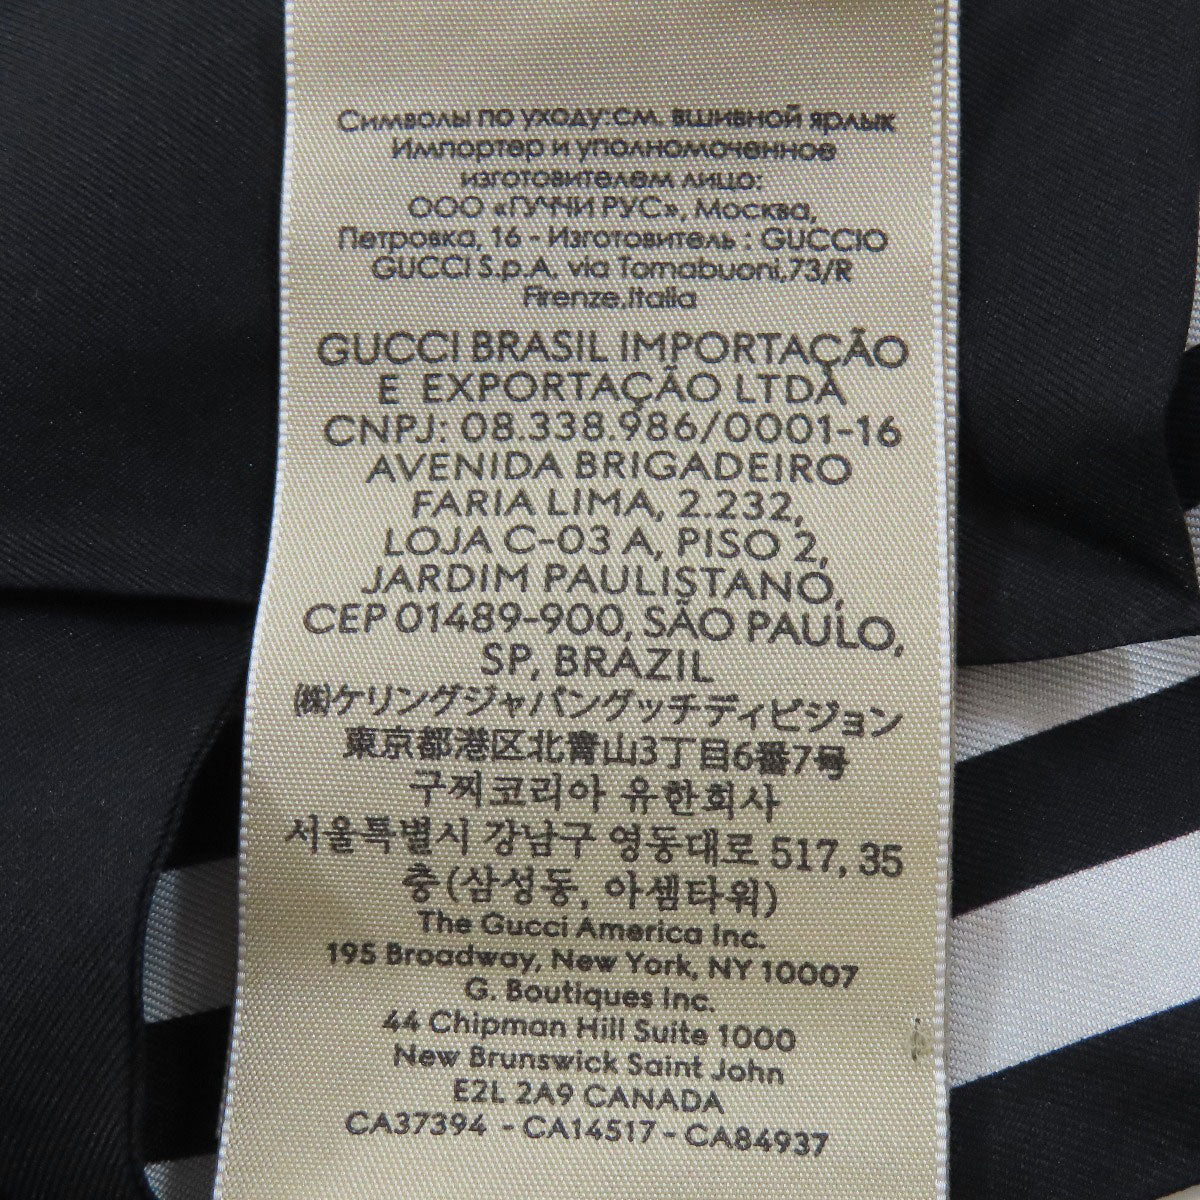 Символы по уходу:см. вшивной ярлык
Импортер и уполномоченное
изготовителем лицо:
ООО «ГУЧЧИ РУС», Москва,
Петровка, 16 - Изготовитель : GUCCIO
GUCCI S.p.A. via Tornabuoni,73/R
Firenze,Italia
GUCCI BRASIL IMPORTAÇÃO
E EXPORTAÇÃO LTDA
CNPJ: 08.338.986/0001-16
AVENIDA BRIGADEIRO
FARIA LIMA, 2.232,
LOJA C-03 A, PISO 2,
JARDIM PAULISTANO,
CEP 01489-900, SÃO PAULO,
SP, BRAZIL
㈱ケリングジャパングッチディビジョン
東京都港区北青山3丁目6番7号
구찌코리아 유한회사
서울특별시 강남구 영동대로 517, 35
층(삼성동, 아셈타워)
The Gucci America Inc.
195 Broadway, New York, NY 10007
G. Boutiques Inc.
44 Chipman Hill Suite 1000
New Brunswick Saint John
E2L 2A9 CANADA
CA37394 - CA14517 - CA84937